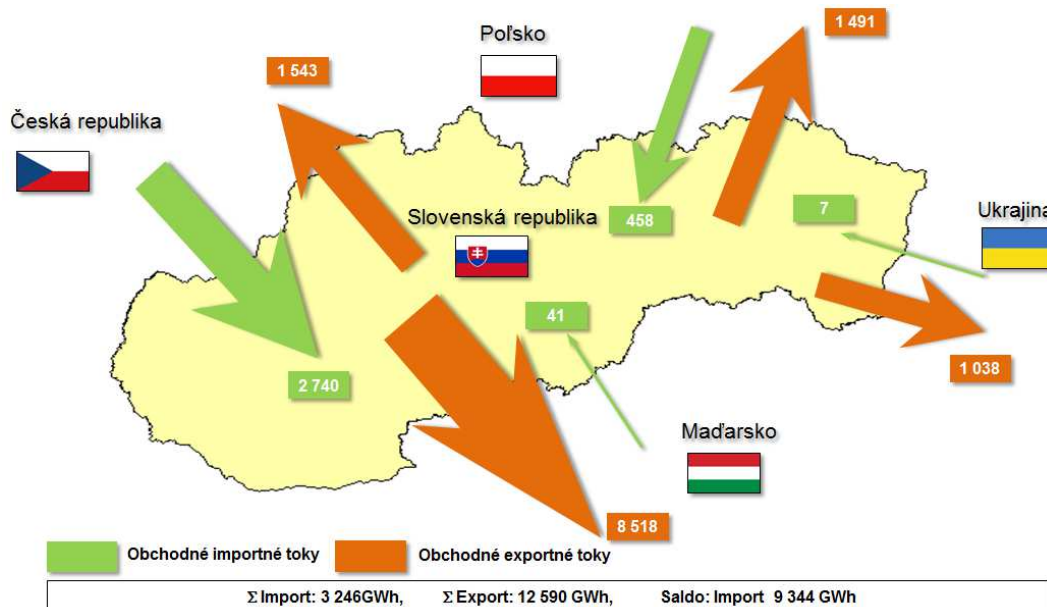 1 491
Poľsko
1 543
Česká republika
Slovenská republika
458
7
Ukrajina
41
2 740
1 038
Maďarsko
8 518
Obchodné importné toky
Obchodné exportné toky
Σ Import: 3 246GWh, Σ Export: 12 590 GWh, Saldo: Import 9 344 GWh